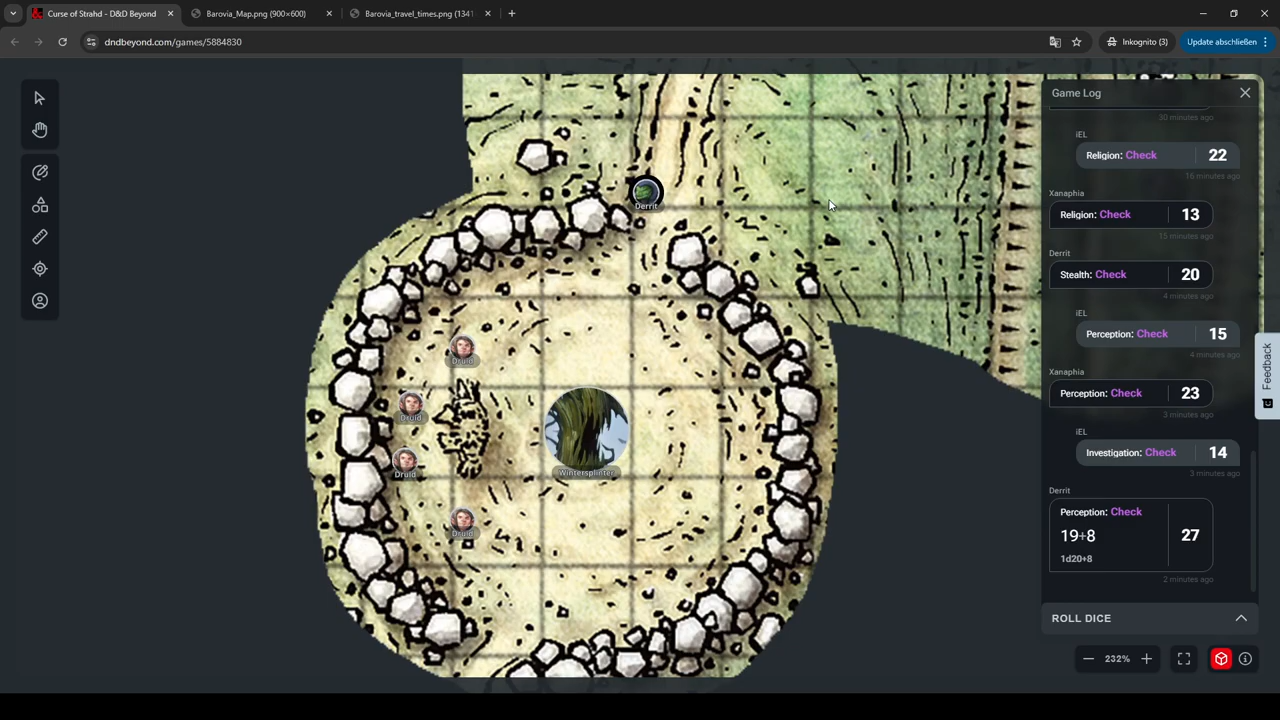 Curse of Strahd - D&D Beyond
Barovia_Map.png (900×600)
Barovia_travel_times.png (1341
dndbeyond.com/games/5884830
Inkognito (3)
Update abschließen
Game Log
30 minutes ago
iEL
Religion: Check 22
16 minutes ago
Xanaphia
Religion: Check 13
15 minutes ago
Derrit
Stealth: Check 20
4 minutes ago
iEL
Perception: Check 15
4 minutes ago
Xanaphia
Perception: Check 23
3 minutes ago
iEL
Investigation: Check 14
3 minutes ago
Derrit
Perception: Check
19+8 27
1d20+8
2 minutes ago
ROLL DICE
232%
Feedback
Derrit
Druid
Druid
Druid
Wintersplinter
Druid